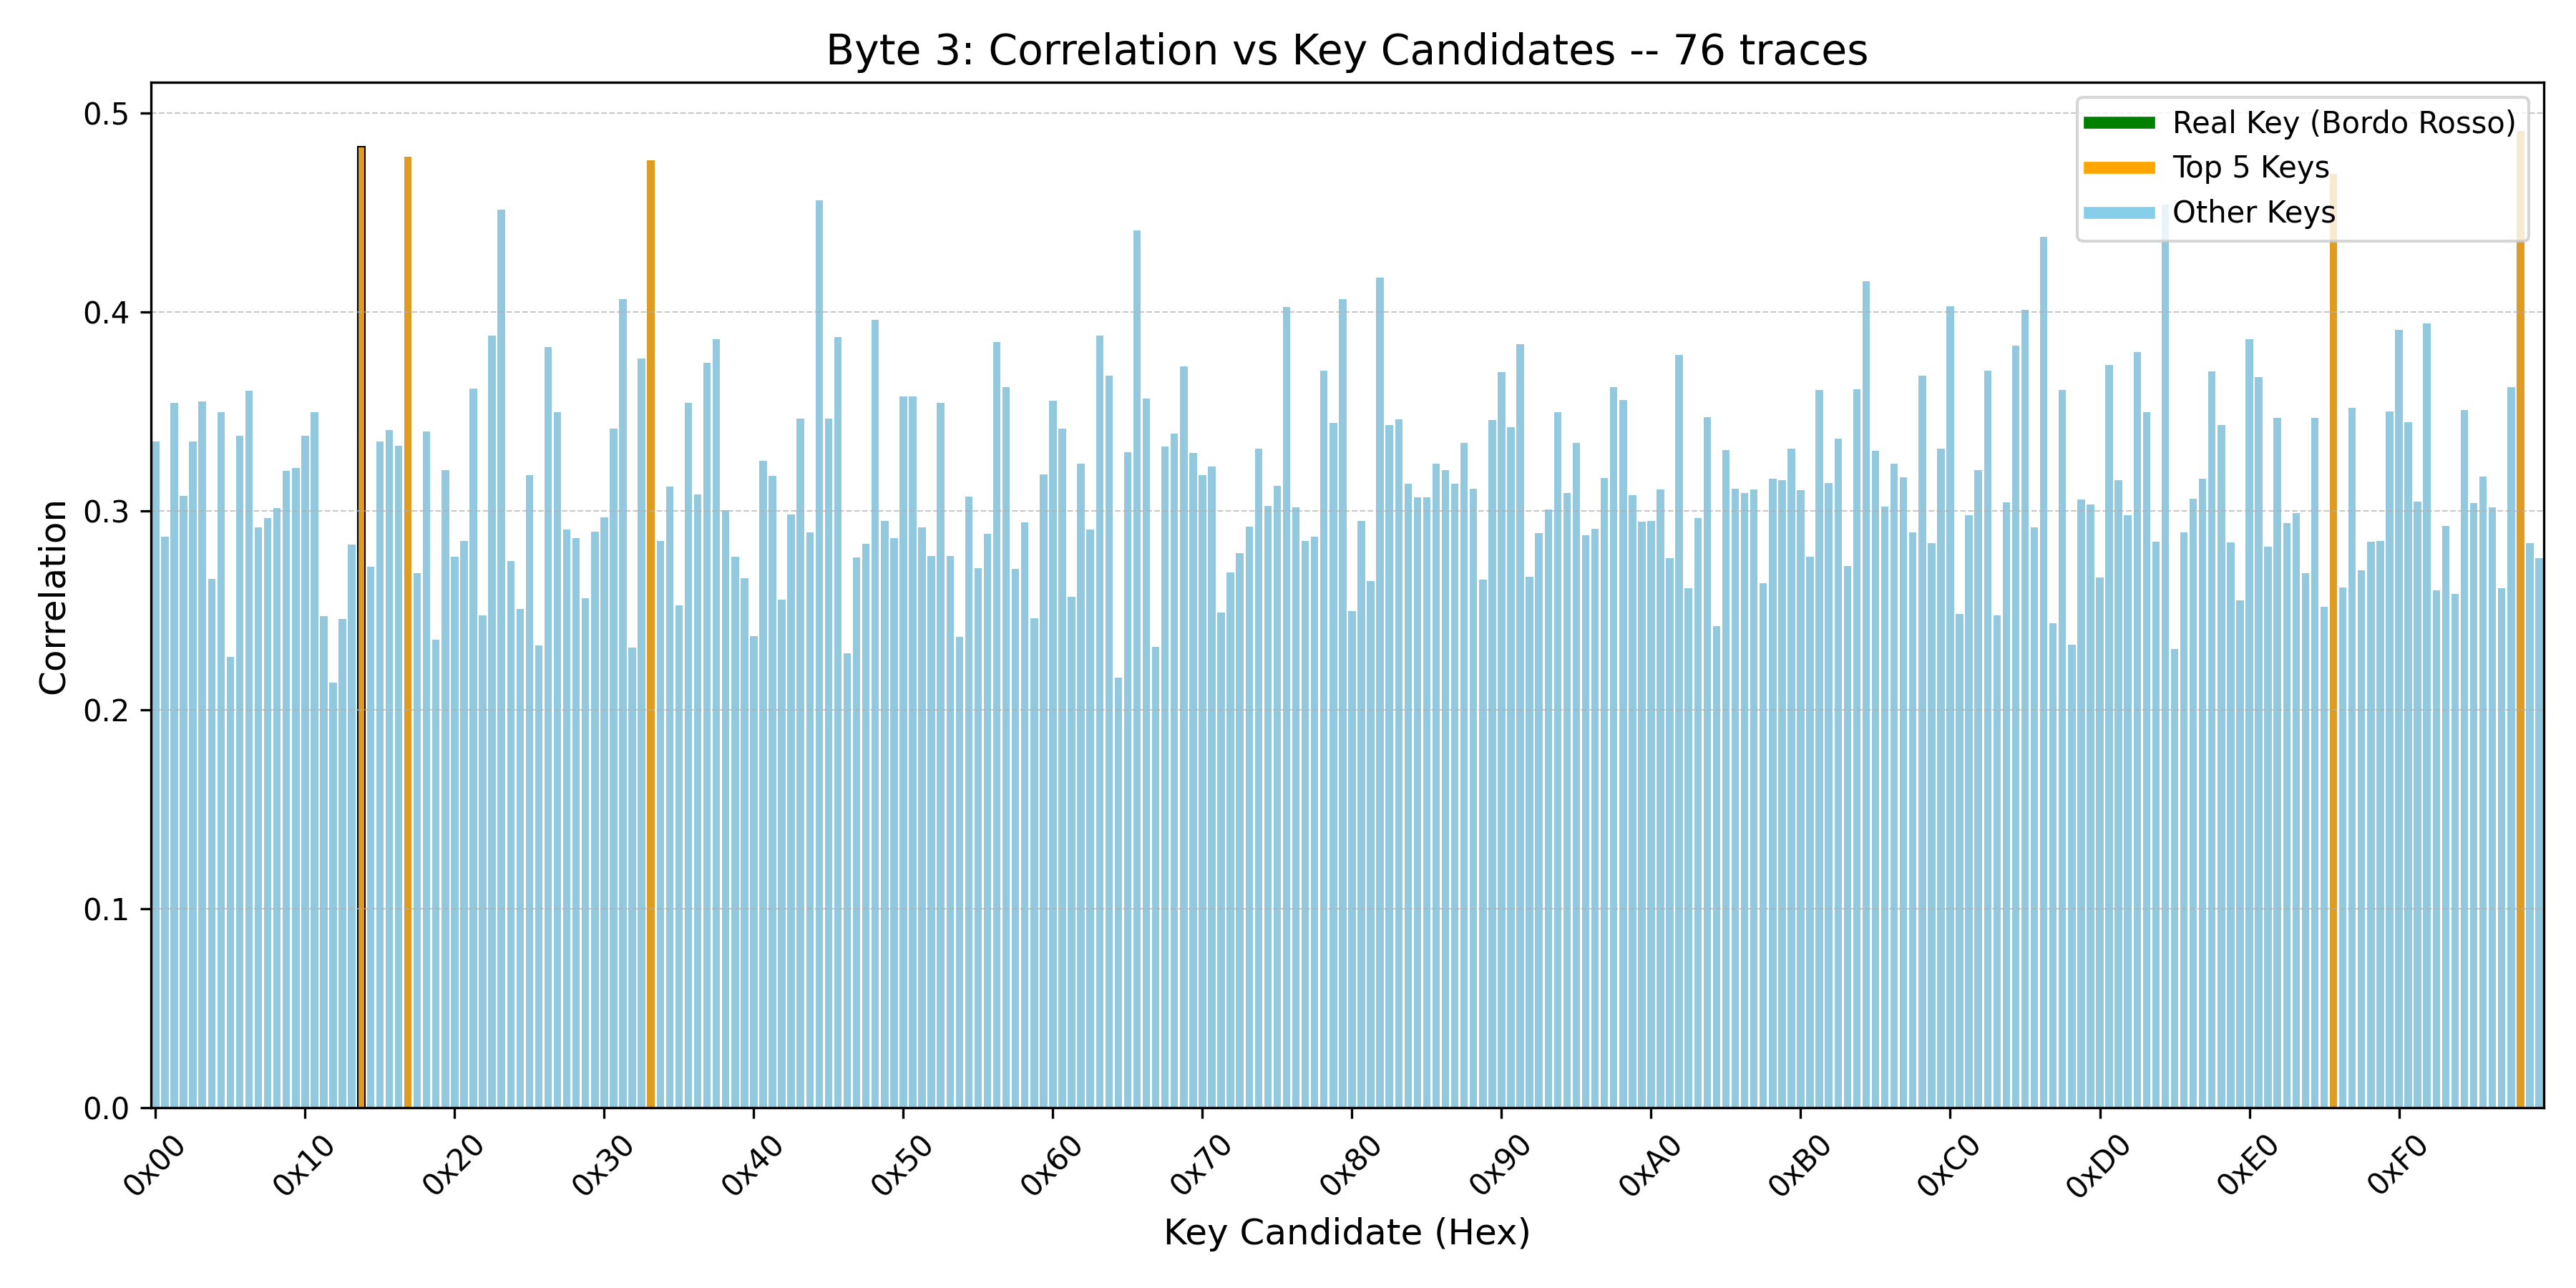 Byte 3: Correlation vs Key Candidates -- 76 traces
Real Key (Bordo Rosso)
Top 5 Keys
Other Keys
Correlation
0.5
0.4
0.3
0.2
0.1
0.0
0x00 0x10 0x20 0x30 0x40 0x50 0x60 0x70 0x80 0x90 0xA0 0xB0 0xC0 0xD0 0xE0 0xF0
Key Candidate (Hex)